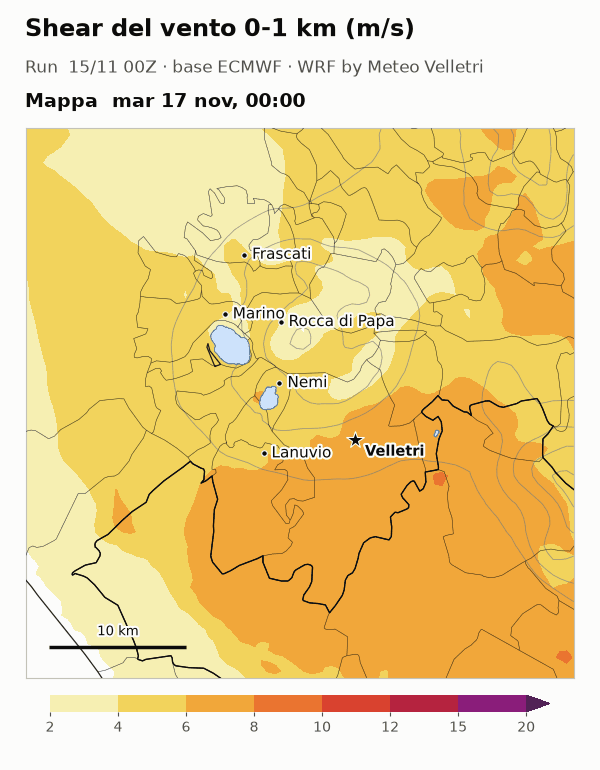 Shear del vento 0-1 km (m/s)
Run  15/11 00Z · base ECMWF · WRF by Meteo Velletri
Mappa  mar 17 nov, 00:00
Frascati
Marino
Rocca di Papa
Nemi
Velletri
Lanuvio
10 km
2 4 6 8 10 12 15 20